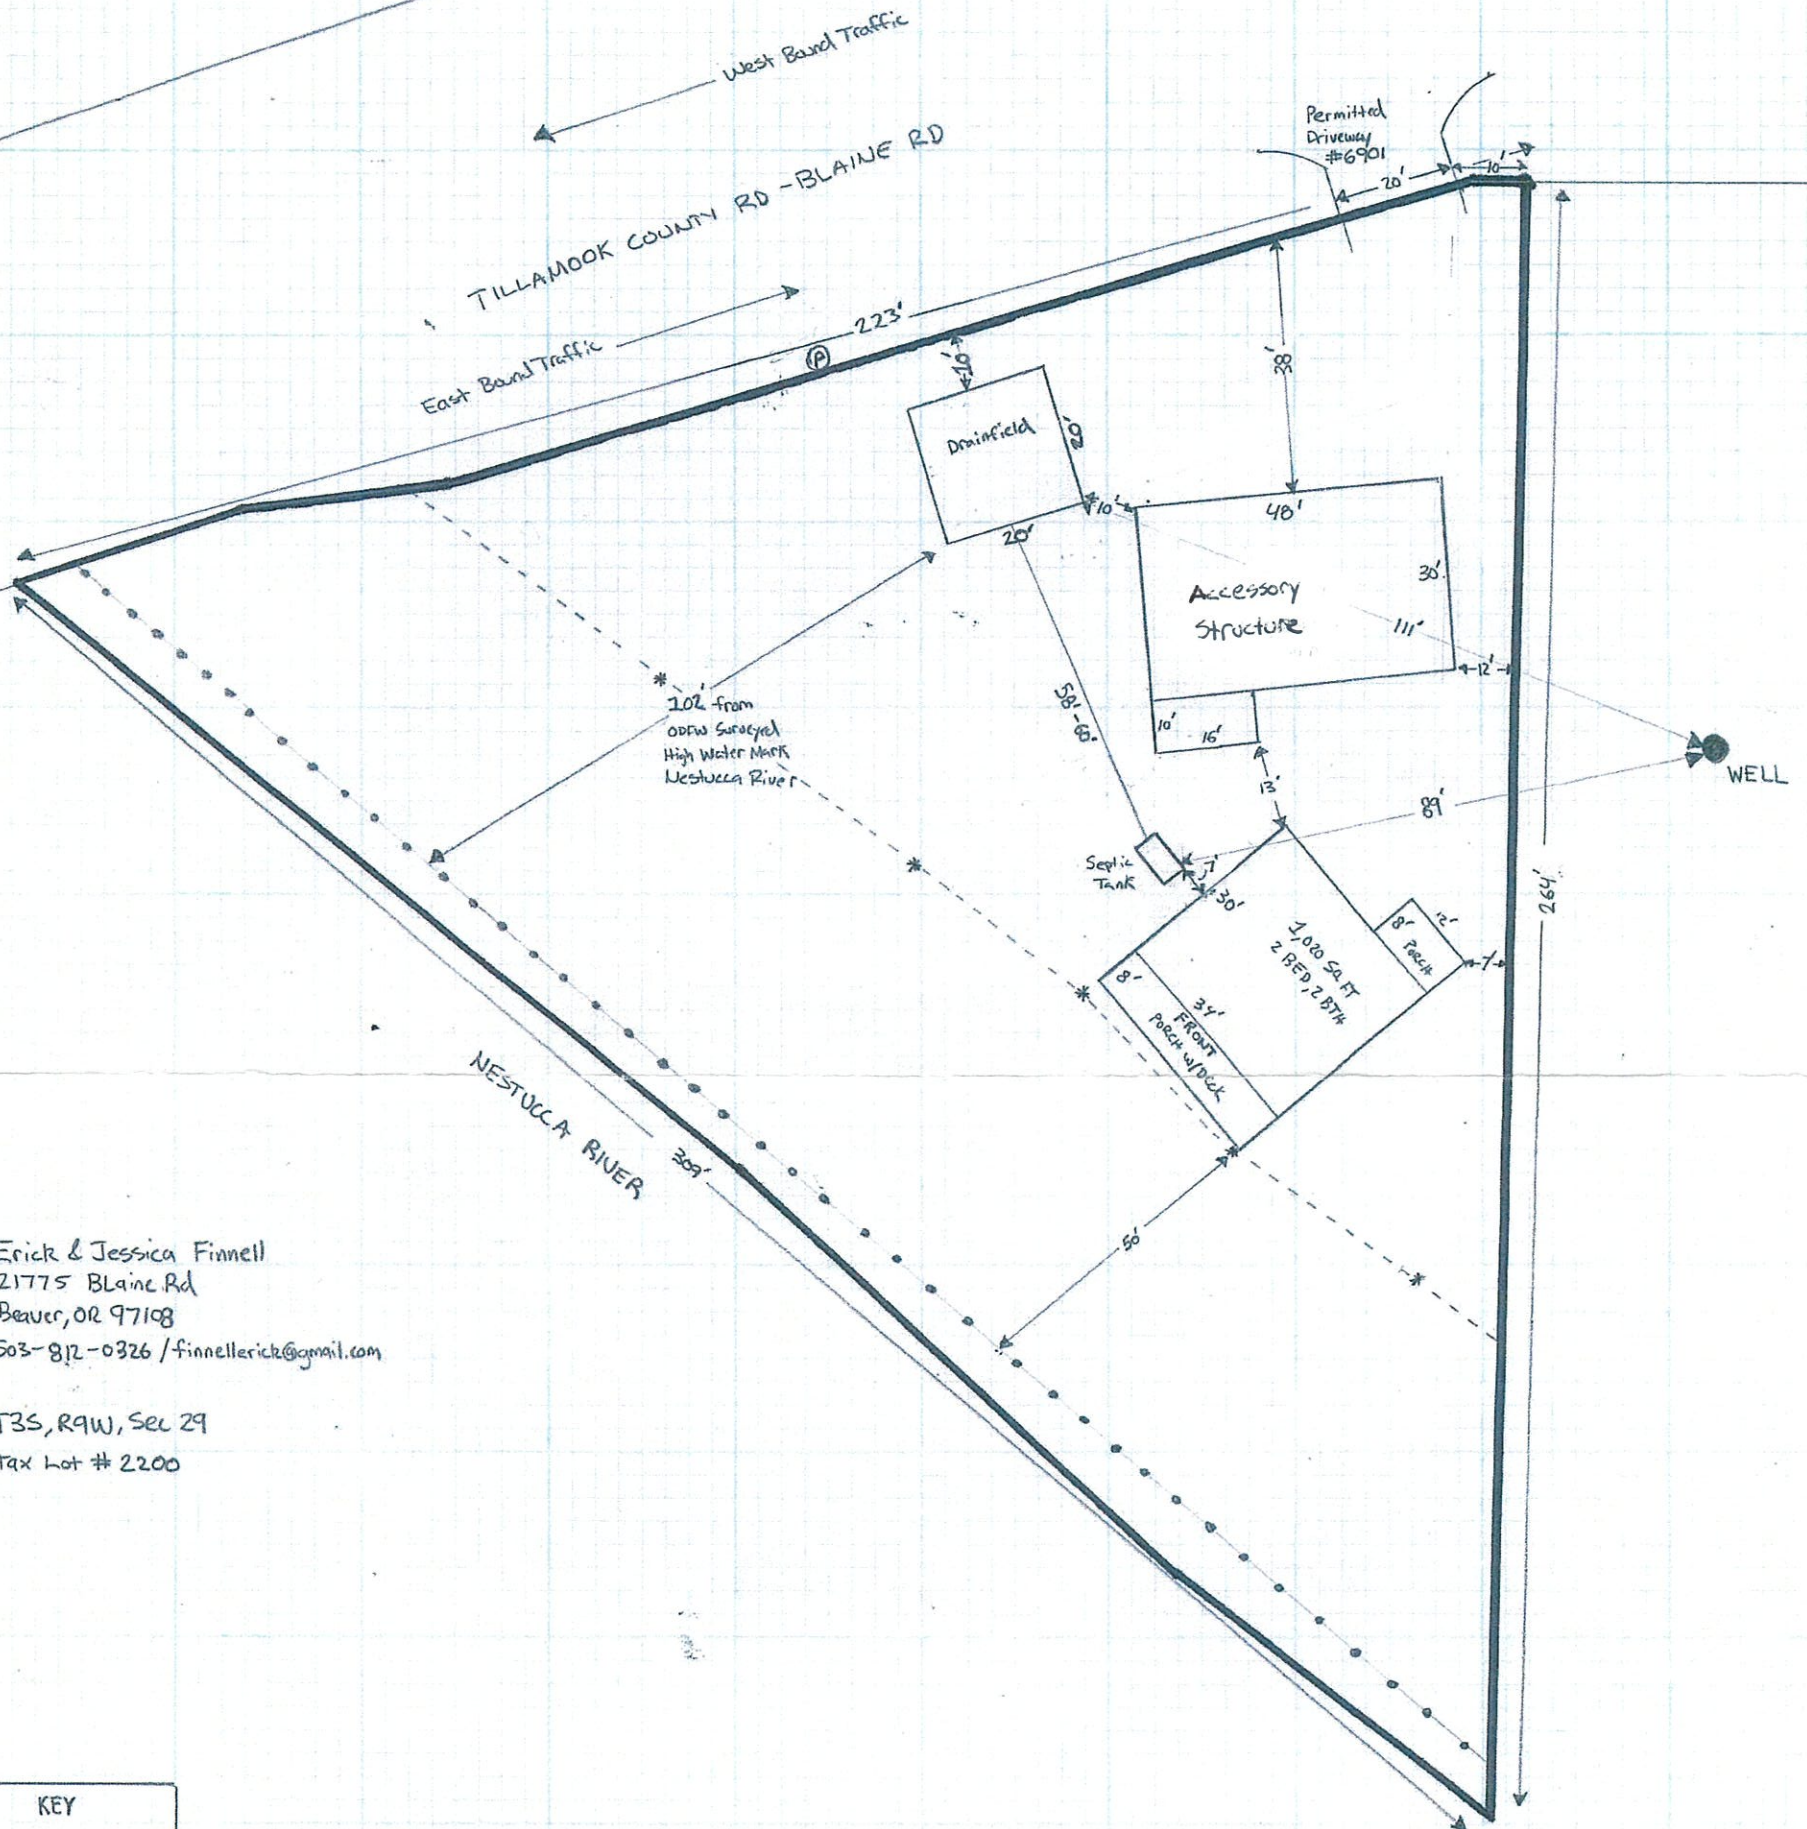 West Bound Traffic
TILLAMOOK COUNTY RD - BLAINE RD
East Bound Traffic
223'
Permitted
Driveway
#6901
20'
10'
P
10'
Drainfield
20'
20'
10'
38'
48'
30'
Accessory
Structure
111'
12'
10'
16'
13'
58'-8"
102' from
ODFW Surveyed
High Water Mark
Nestucca River
WELL
89'
Septic
Tank
7'
30'
264'
8'
12'
PORCH
7'
1,020 SQ FT
2 BED, 2 BTH
8'
34'
FRONT
PORCH W/DECK
50'
NESTUCCA RIVER
309'
Erick & Jessica Finnell
21775 Blaine Rd
Beaver, OR 97108
503-812-0326 / finnellerick@gmail.com
T3S, R9W, Sec 29
Tax Lot # 2200
KEY